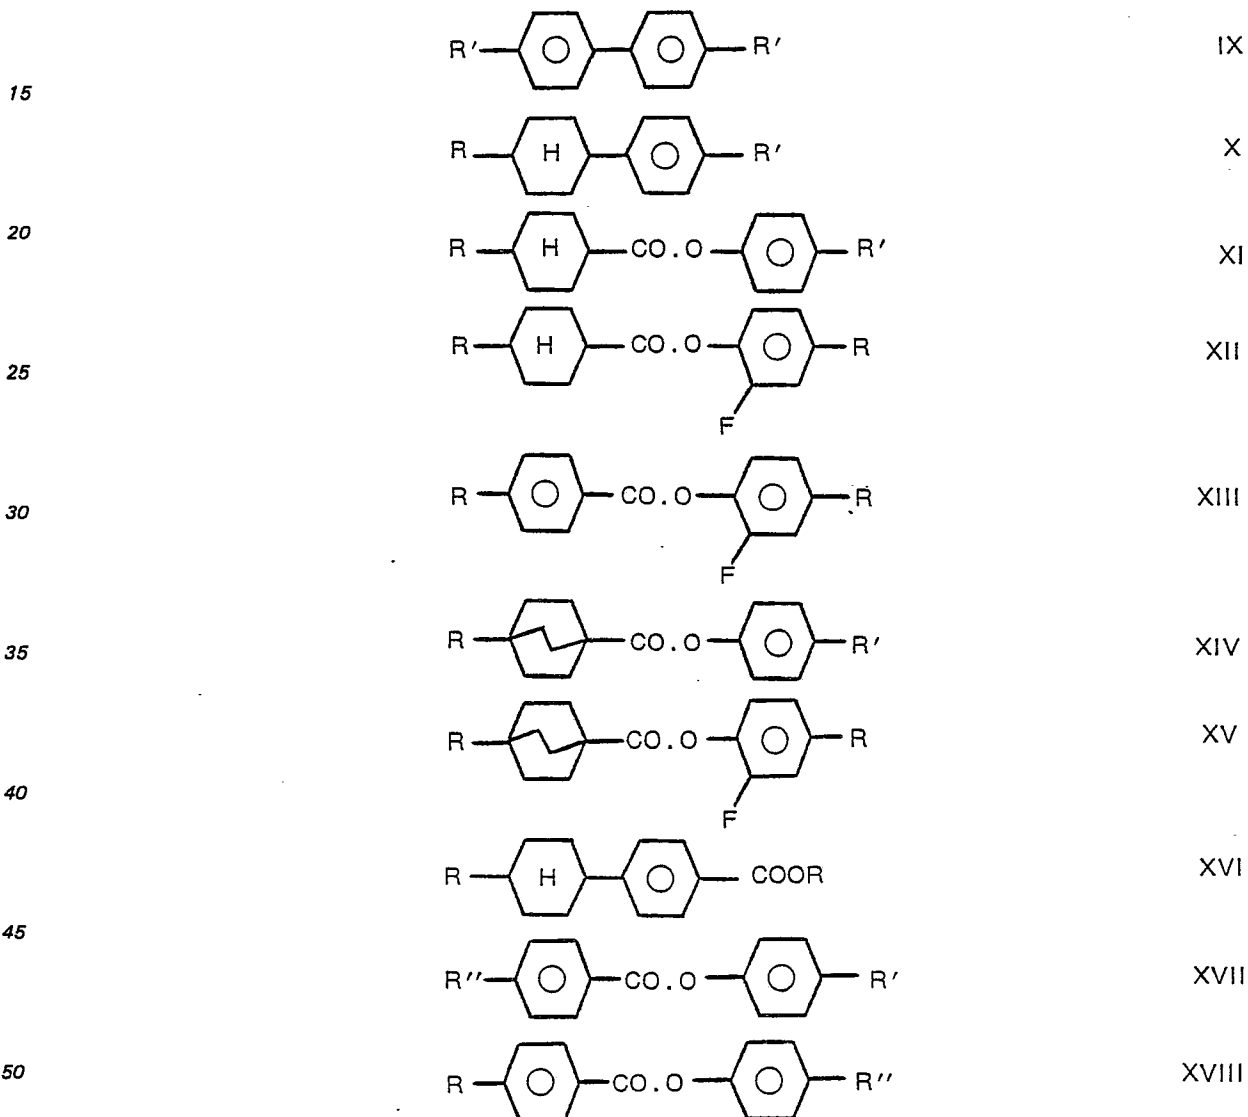 R' R' IX
15
R H R' X
20
R H CO.O R' XI
R H CO.O R XII
25
F
R CO.O R XIII
30
F
R CO.O R' XIV
35
R CO.O R XV
40
F
R H COOR XVI
45
R'' CO.O R' XVII
R CO.O R'' XVIII
50